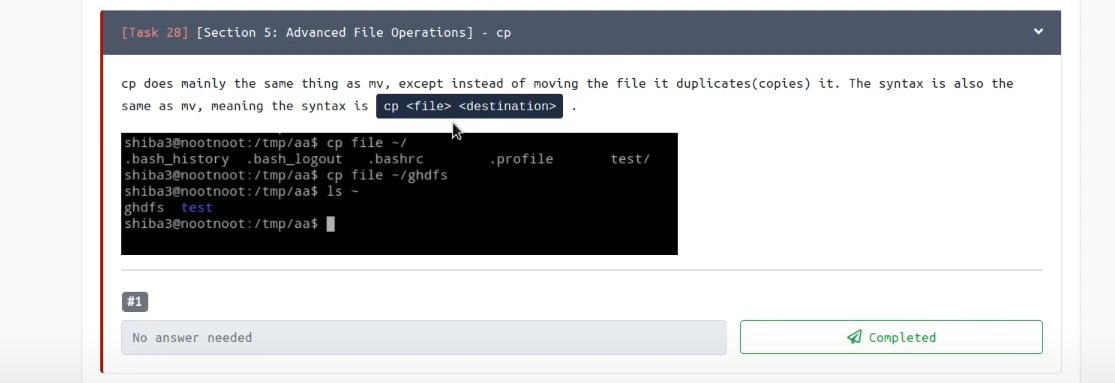 [Task 28] [Section 5: Advanced File Operations] - cp
cp does mainly the same thing as mv, except instead of moving the file it duplicates(copies) it. The syntax is also the
same as mv, meaning the syntax is cp <file> <destination> .
shiba3@nootnoot:/tmp/aa$ cp file ~/
.bash_history .bash_logout .bashrc .profile test/
shiba3@nootnoot:/tmp/aa$ cp file ~/ghdfs
shiba3@nootnoot:/tmp/aa$ ls ~
ghdfs test
shiba3@nootnoot:/tmp/aa$
#1
No answer needed
Completed